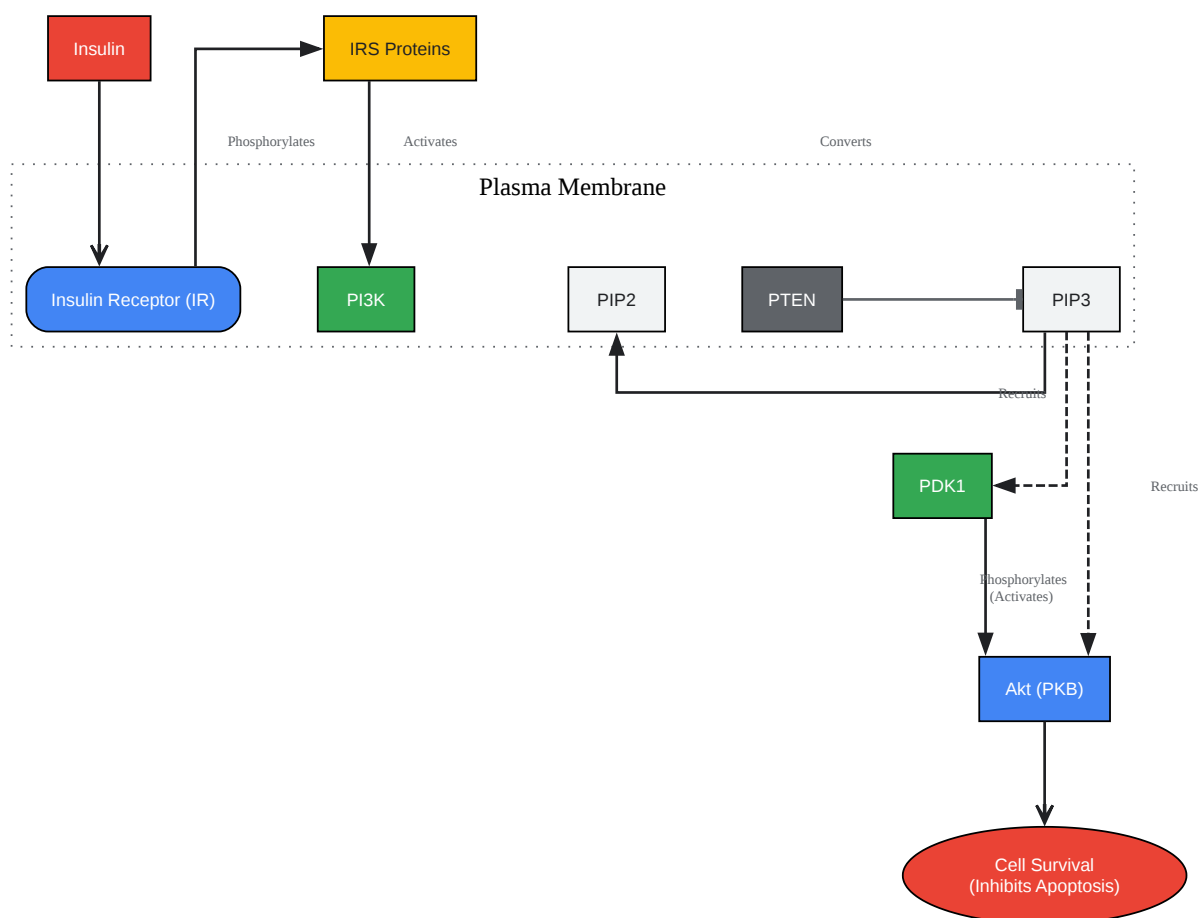 Insulin
IRS Proteins
Phosphorylates
Activates
Converts
Plasma Membrane
Insulin Receptor (IR)
PI3K
PIP2
PTEN
PIP3
Recruits
PDK1
Recruits
Phosphorylates
(Activates)
Akt (PKB)
Cell Survival
(Inhibits Apoptosis)